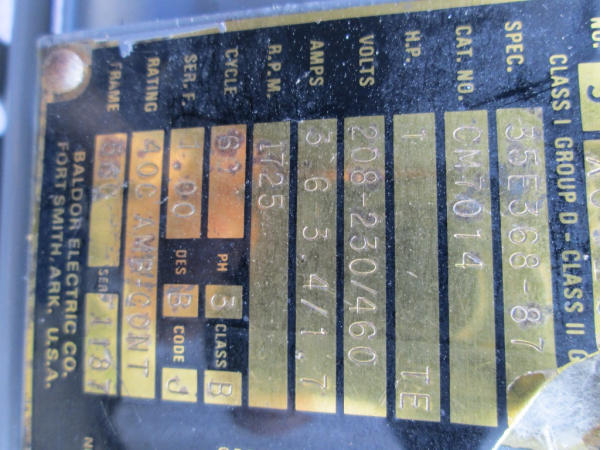 CLASS I GROUP D - CLASS II G
SPEC. 35E368-87
CAT. NO. CM7014
H.P. 1 TE
VOLTS 208-230/460
AMPS 3.6 3.4/1.7
R.P.M. 1725
CYCLE PH 3 CLASS B
SER. F. 1.00 DES B CODE J
RATING 40C AMB-CONT
FRAME SER
BALDOR ELECTRIC CO.
FORT SMITH, ARK. U.S.A.